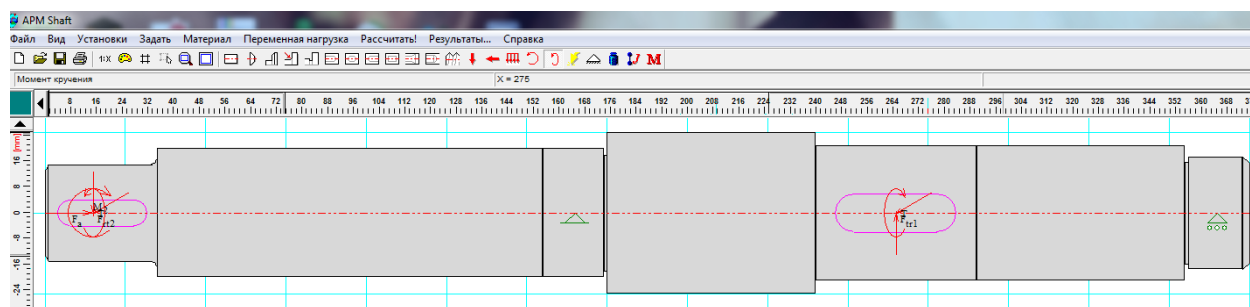 APM Shaft
Файл Вид Установки Задать Материал Переменная нагрузка Рассчитать! Результаты... Справка
1:1X M
Момент кручения X = 275
8 16 24 32 40 48 56 64 72 80 88 96 104 112 120 128 136 144 152 160 168 176 184 192 200 208 216 224 232 240 248 256 264 272 280 288 296 304 312 320 328 336 344 352 360 368
[mm]
16
8
0
-8
-16
-24
M
F a F rt2
F tr1